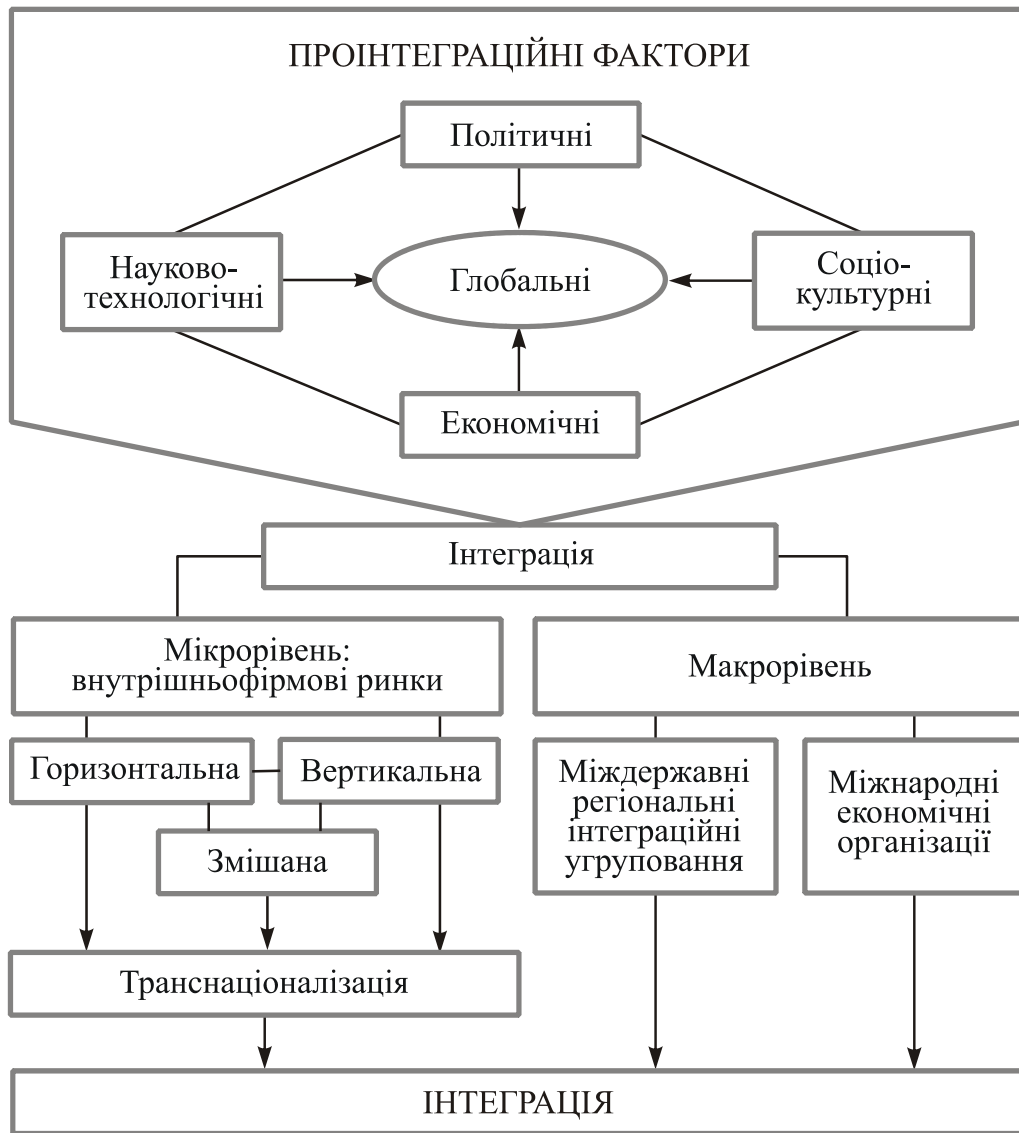 ПРОІНТЕГРАЦІЙНІ ФАКТОРИ
Політичні
Науково-
технологічні
Глобальні
Соціо-
культурні
Економічні
Інтеграція
Мікрорівень:
внутрішньофірмові ринки
Макрорівень
Горизонтальна
Вертикальна
Змішана
Міждержавні
регіональні
інтеграційні
угруповання
Міжнародні
економічні
організації
Транснаціоналізація
ІНТЕГРАЦІЯ